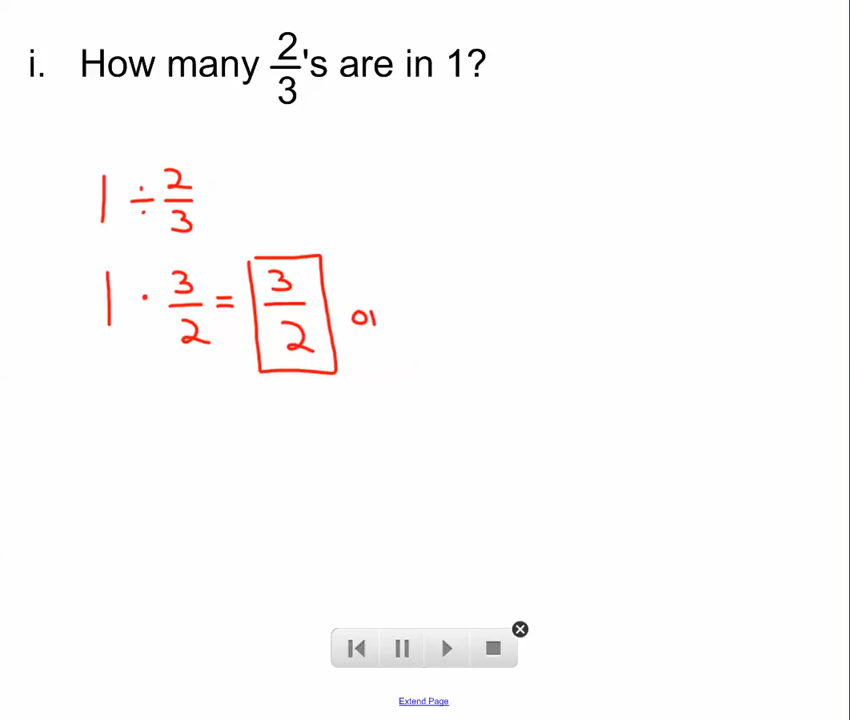 i. How many 2/3's are in 1?
1 ÷ 2/3
1 · 3/2 = 3/2 or
Extend Page